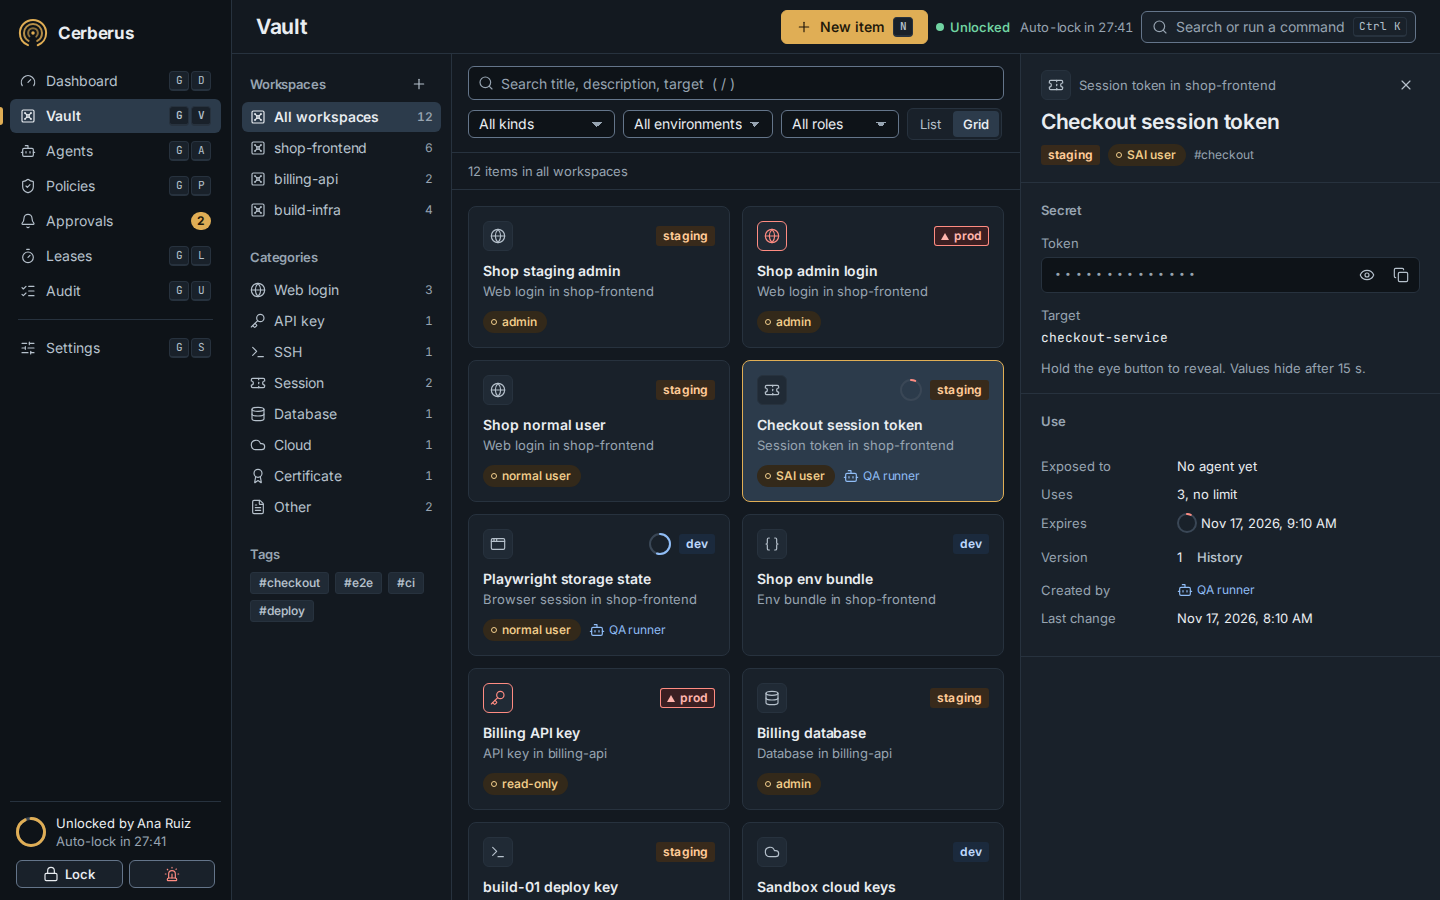 Cerberus
Dashboard G D
Vault G V
Agents G A
Policies G P
Approvals 2
Leases G L
Audit G U
Settings G S
Unlocked by Ana Ruiz
Auto-lock in 27:41
Lock
Vault
New item N
Unlocked Auto-lock in 27:41
Search or run a command Ctrl K
Workspaces
All workspaces 12
shop-frontend 6
billing-api 2
build-infra 4
Categories
Web login 3
API key 1
SSH 1
Session 2
Database 1
Cloud 1
Certificate 1
Other 2
Tags
#checkout #e2e #ci
#deploy
Search title, description, target ( / )
All kinds All environments All roles List Grid
12 items in all workspaces
staging
Shop staging admin
Web login in shop-frontend
admin
prod
Shop admin login
Web login in shop-frontend
admin
staging
Shop normal user
Web login in shop-frontend
normal user
staging
Checkout session token
Session token in shop-frontend
SAI user QA runner
dev
Playwright storage state
Browser session in shop-frontend
normal user QA runner
dev
Shop env bundle
Env bundle in shop-frontend
prod
Billing API key
API key in billing-api
read-only
staging
Billing database
Database in billing-api
admin
staging
build-01 deploy key
dev
Sandbox cloud keys
Session token in shop-frontend
Checkout session token
staging SAI user #checkout
Secret
Token
Target
checkout-service
Hold the eye button to reveal. Values hide after 15 s.
Use
Exposed to No agent yet
Uses 3, no limit
Expires Nov 17, 2026, 9:10 AM
Version 1 History
Created by QA runner
Last change Nov 17, 2026, 8:10 AM